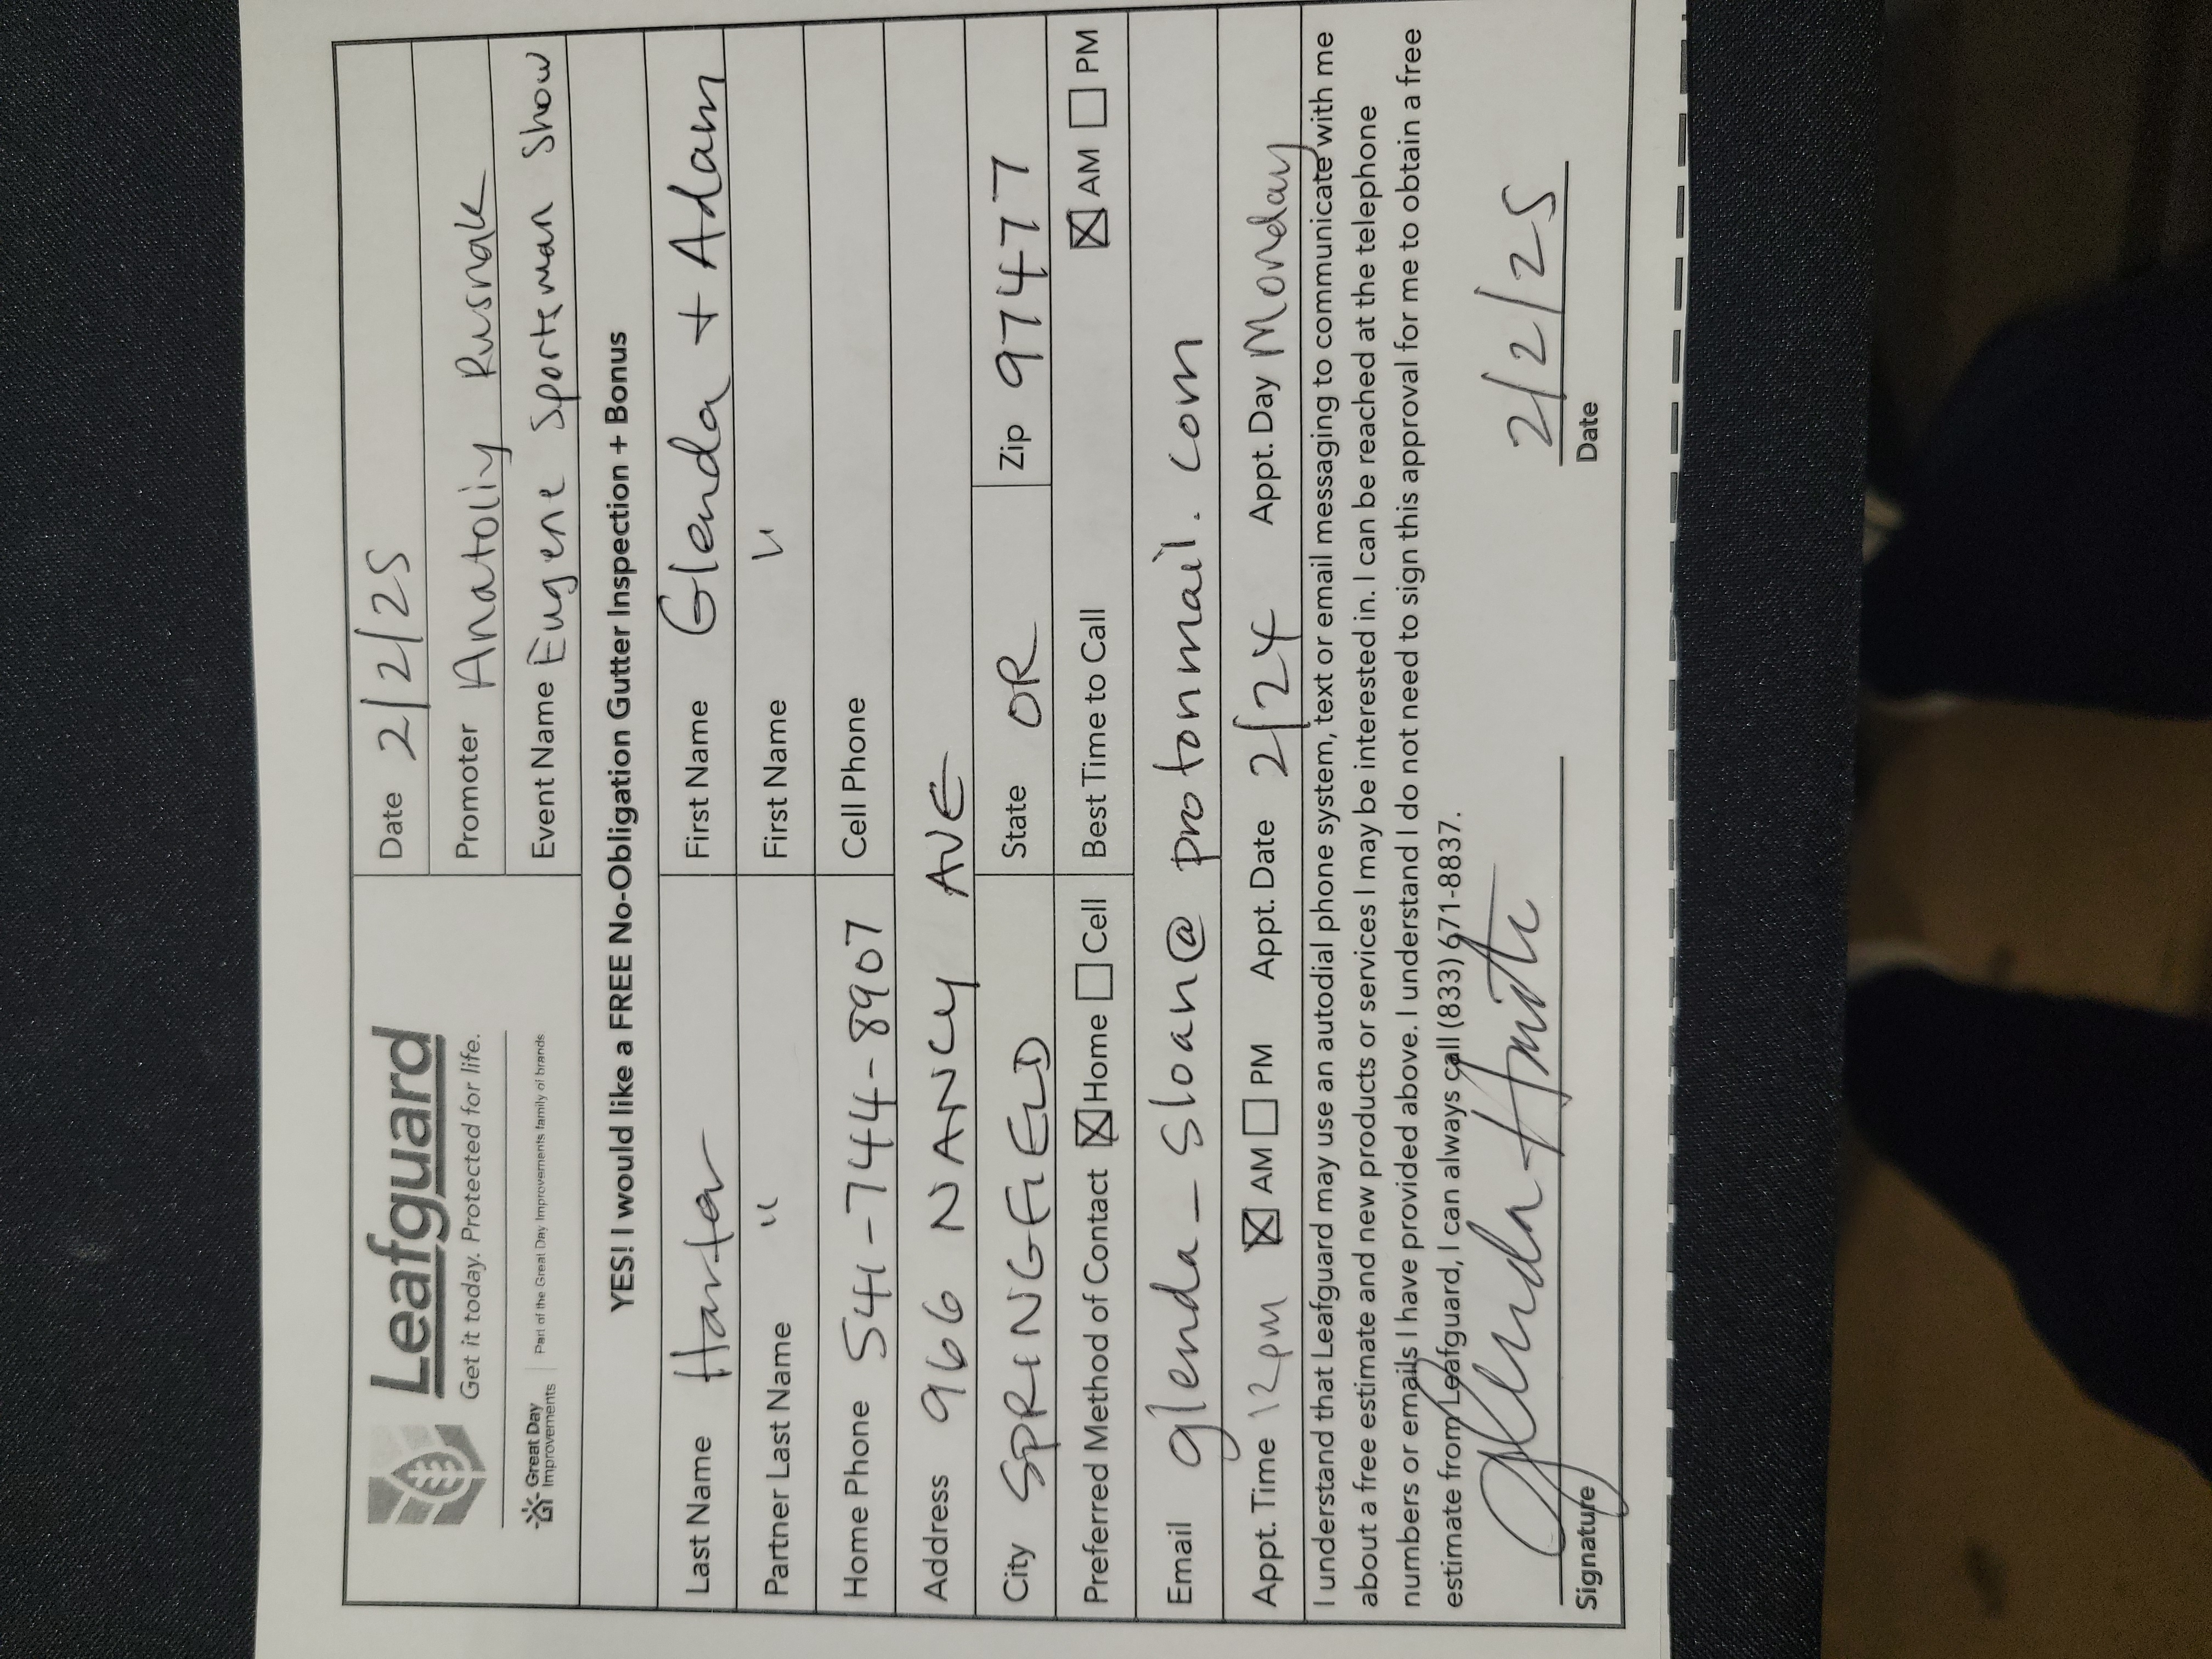 Leafguard
Get it today. Protected for life.
Great Day Improvements | Part of the Great Day Improvements family of brands
Date 2/2/25
Promoter Anatoliy Rusnak
Event Name Eugene Sportsman Show
YES! I would like a FREE No-Obligation Gutter Inspection + Bonus
Last Name Harter First Name Glenda + Adam
Partner Last Name " First Name "
Home Phone 541-744-8907 Cell Phone
Address 966 NANCY AVE
City SPRINGFIELD State OR Zip 97477
Preferred Method of Contact ☒ Home ☐ Cell Best Time to Call ☒ AM ☐ PM
Email glenda_sloan@protonmail.com
Appt. Time 12pm ☒ AM ☐ PM Appt. Date 2/24 Appt. Day Monday
I understand that Leafguard may use an autodial phone system, text or email messaging to communicate with me
about a free estimate and new products or services I may be interested in. I can be reached at the telephone
numbers or emails I have provided above. I understand I do not need to sign this approval for me to obtain a free
estimate from Leafguard, I can always call (833) 671-8837.
2/2/25
Signature Date